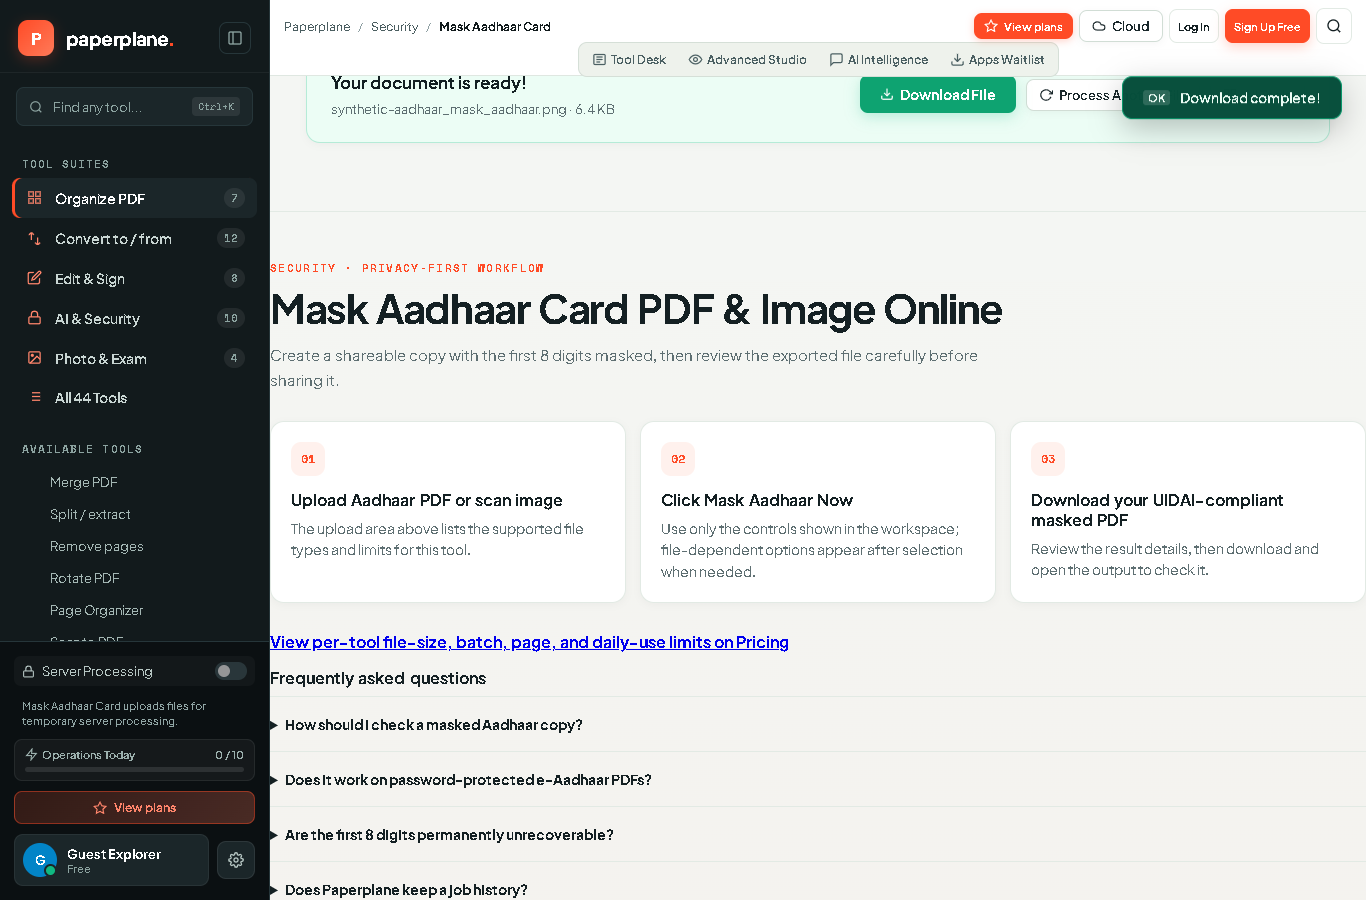 P paperplane.
Find any tool... Ctrl+K
TOOL SUITES
Organize PDF 7
Convert to / from 12
Edit & Sign 8
AI & Security 10
Photo & Exam 4
All 44 Tools
AVAILABLE TOOLS
Merge PDF
Split / extract
Remove pages
Rotate PDF
Page Organizer
Server Processing
Mask Aadhaar Card uploads files for
temporary server processing.
Operations Today 0 / 10
View plans
G Guest Explorer
Free
Paperplane / Security / Mask Aadhaar Card
View plans Cloud Log In Sign Up Free
Tool Desk Advanced Studio AI Intelligence Apps Waitlist
Your document is ready!
synthetic-aadhaar_mask_aadhaar.png · 6.4 KB
Download File Process A
OK Download complete!
SECURITY · PRIVACY-FIRST WORKFLOW
Mask Aadhaar Card PDF & Image Online
Create a shareable copy with the first 8 digits masked, then review the exported file carefully before
sharing it.
01
Upload Aadhaar PDF or scan image
The upload area above lists the supported file
types and limits for this tool.
02
Click Mask Aadhaar Now
Use only the controls shown in the workspace;
file-dependent options appear after selection
when needed.
03
Download your UIDAI-compliant
masked PDF
Review the result details, then download and
open the output to check it.
View per-tool file-size, batch, page, and daily-use limits on Pricing
Frequently asked questions
How should I check a masked Aadhaar copy?
Does it work on password-protected e-Aadhaar PDFs?
Are the first 8 digits permanently unrecoverable?
Does Paperplane keep a job history?